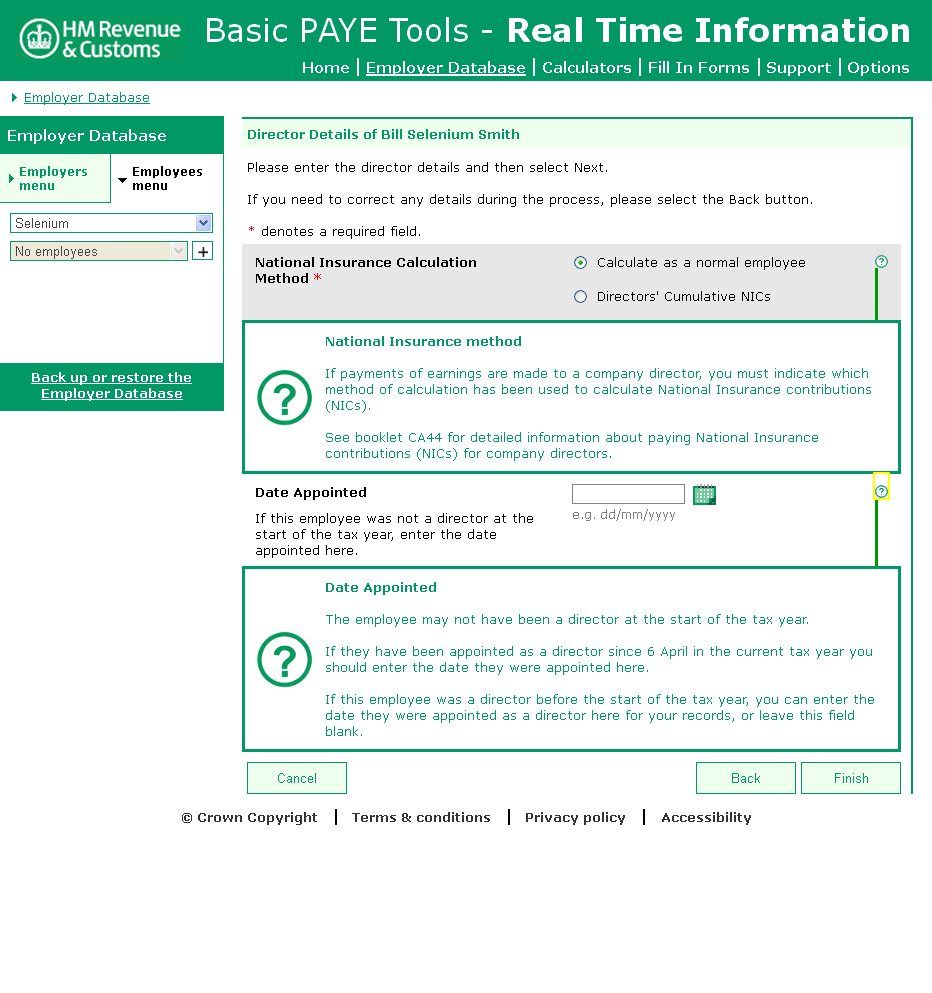 HM Revenue
& Customs
Basic PAYE Tools - Real Time Information
Home | Employer Database | Calculators | Fill In Forms | Support | Options
Employer Database
Employer Database
Employers
menu
Employees
menu
Selenium
No employees
+
Back up or restore the
Employer Database
Director Details of Bill Selenium Smith
Please enter the director details and then select Next.
If you need to correct any details during the process, please select the Back button.
* denotes a required field.
National Insurance Calculation
Method *
Calculate as a normal employee
?
Directors' Cumulative NICs
National Insurance method
?
If payments of earnings are made to a company director, you must indicate which
method of calculation has been used to calculate National Insurance contributions
(NICs).
See booklet CA44 for detailed information about paying National Insurance
contributions (NICs) for company directors.
Date Appointed
?
e.g. dd/mm/yyyy
If this employee was not a director at the
start of the tax year, enter the date
appointed here.
Date Appointed
?
The employee may not have been a director at the start of the tax year.
If they have been appointed as a director since 6 April in the current tax year you
should enter the date they were appointed here.
If this employee was a director before the start of the tax year, you can enter the
date they were appointed as a director here for your records, or leave this field
blank.
Cancel
Back
Finish
© Crown Copyright | Terms & conditions | Privacy policy | Accessibility